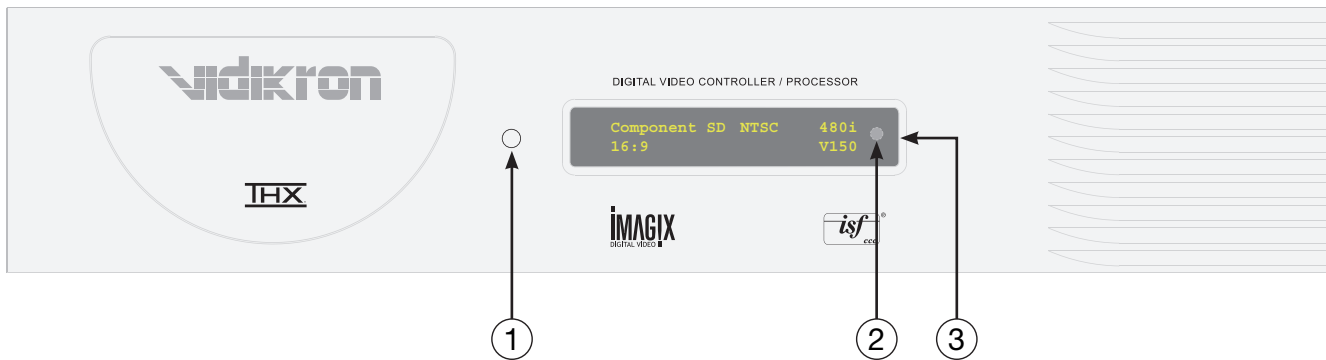 Vidikron
THX
DIGITAL VIDEO CONTROLLER / PROCESSOR
Component SD NTSC 480i
16:9 V150
iMAGIX
DIGITAL VIDEO
isf ®
ccc
1
2
3